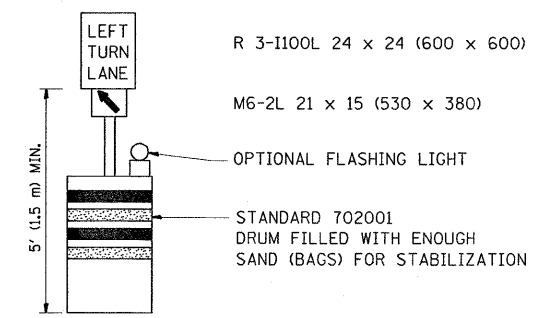 LEFT
TURN
LANE
R 3-I100L 24 x 24 (600 x 600)
M6-2L 21 x 15 (530 x 380)
OPTIONAL FLASHING LIGHT
5' (1.5 m) MIN.
STANDARD 702001
DRUM FILLED WITH ENOUGH
SAND (BAGS) FOR STABILIZATION